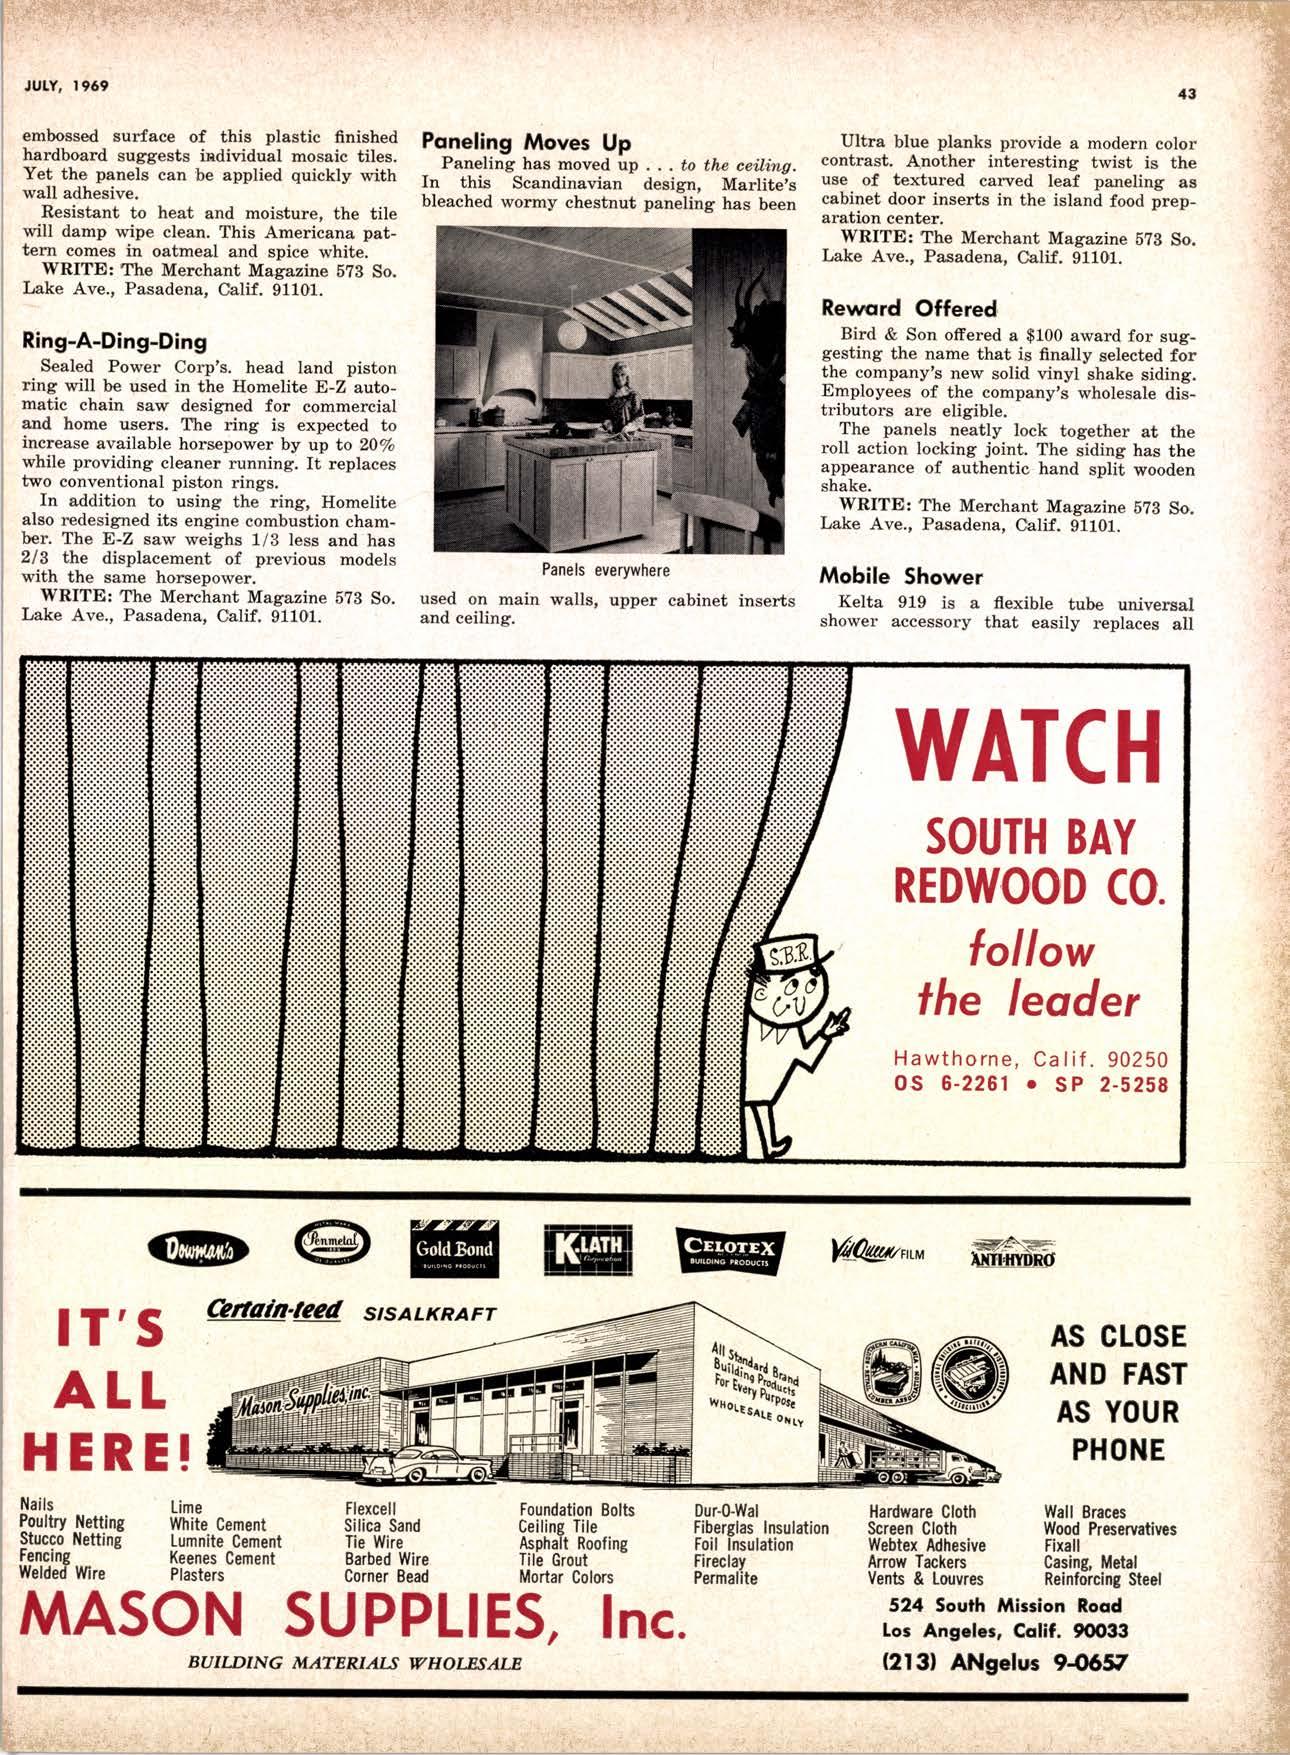 JULY, 1969
43
embossed surface of this plastic finished
hardboard suggests individual mosaic tiles.
Yet the panels can be applied quickly with
wall adhesive.
Resistant to heat and moisture, the tile
will damp wipe clean. This Americana pat-
tern comes in oatmeal and spice white.
WRITE: The Merchant Magazine 573 So.
Lake Ave., Pasadena, Calif. 91101.
Ring-A-Ding-Ding
Sealed Power Corp's. head land piston
ring will be used in the Homelite E-Z auto-
matic chain saw designed for commercial
and home users. The ring is expected to
increase available horsepower by up to 20%
while providing cleaner running. It replaces
two conventional piston rings.
In addition to using the ring, Homelite
also redesigned its engine combustion cham-
ber. The E-Z saw weighs 1/3 less and has
2/3 the displacement of previous models
with the same horsepower.
WRITE: The Merchant Magazine 573 So.
Lake Ave., Pasadena, Calif. 91101.
Paneling Moves Up
Paneling has moved up . . . to the ceiling.
In this Scandinavian design, Marlite's
bleached wormy chestnut paneling has been
Panels everywhere
used on main walls, upper cabinet inserts
and ceiling.
Ultra blue planks provide a modern color
contrast. Another interesting twist is the
use of textured carved leaf paneling as
cabinet door inserts in the island food prep-
aration center.
WRITE: The Merchant Magazine 573 So.
Lake Ave., Pasadena, Calif. 91101.
Reward Offered
Bird & Son offered a $100 award for sug-
gesting the name that is finally selected for
the company's new solid vinyl shake siding.
Employees of the company's wholesale dis-
tributors are eligible.
The panels neatly lock together at the
roll action locking joint. The siding has the
appearance of authentic hand split wooden
shake.
WRITE: The Merchant Magazine 573 So.
Lake Ave., Pasadena, Calif. 91101.
Mobile Shower
Kelta 919 is a flexible tube universal
shower accessory that easily replaces all
WATCH
SOUTH BAY
REDWOOD CO.
follow
the leader
Hawthorne, Calif. 90250
OS 6-2261 • SP 2-5258
S.B.R.
Dowman's
Penmetal
Gold Bond
BUILDING PRODUCTS
K-LATH
Corporation
CELOTEX
BUILDING PRODUCTS
VisQueen FILM
ANTI-HYDRO
IT'S
ALL
HERE!
Certain-teed
SISALKRAFT
Mason Supplies, inc.
All Standard Brand
Building Products
For Every Purpose
WHOLESALE ONLY
AS CLOSE
AND FAST
AS YOUR
PHONE
Nails
Poultry Netting
Stucco Netting
Fencing
Welded Wire
Lime
White Cement
Lumnite Cement
Keenes Cement
Plasters
Flexcell
Silica Sand
Tie Wire
Barbed Wire
Corner Bead
Foundation Bolts
Ceiling Tile
Asphalt Roofing
Tile Grout
Mortar Colors
Dur-O-Wal
Fiberglas Insulation
Foil Insulation
Fireclay
Permalite
Hardware Cloth
Screen Cloth
Webtex Adhesive
Arrow Tackers
Vents & Louvres
Wall Braces
Wood Preservatives
Fixall
Casing, Metal
Reinforcing Steel
MASON SUPPLIES, Inc.
BUILDING MATERIALS WHOLESALE
524 South Mission Road
Los Angeles, Calif. 90033
(213) ANgelus 9-0657